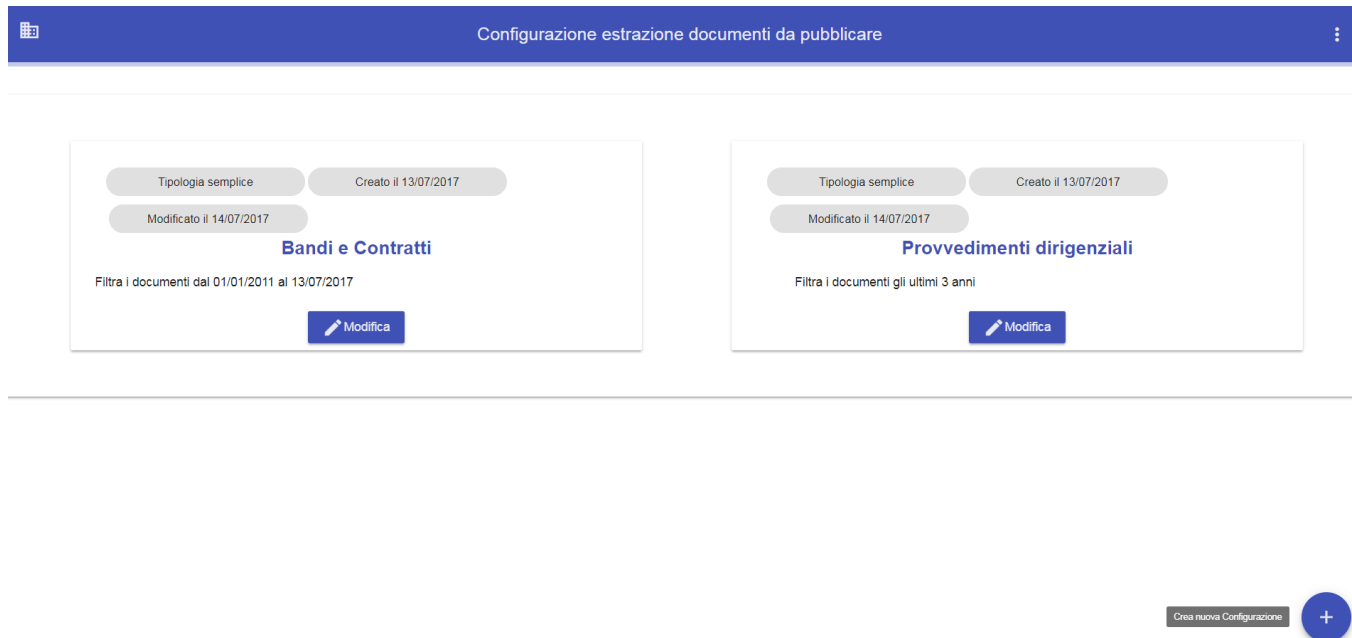 Configurazione estrazione documenti da pubblicare
Tipologia semplice
Creato il 13/07/2017
Modificato il 14/07/2017
Bandi e Contratti
Filtra i documenti dal 01/01/2011 al 13/07/2017
Modifica
Tipologia semplice
Creato il 13/07/2017
Modificato il 14/07/2017
Provvedimenti dirigenziali
Filtra i documenti gli ultimi 3 anni
Modifica
Crea nuova Configurazione